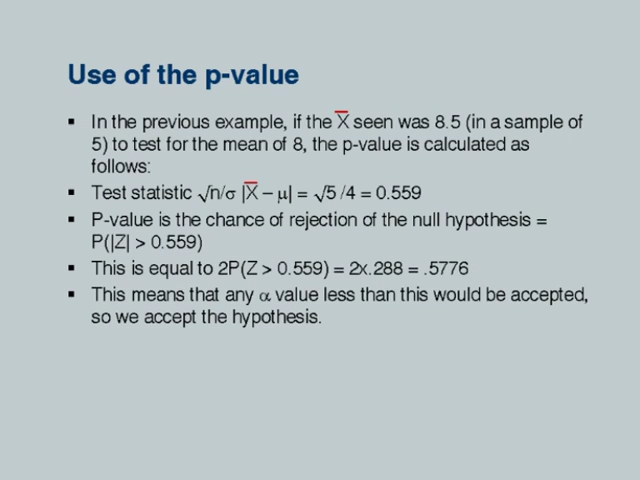 Use of the p-value
▪ In the previous example, if the X̅ seen was 8.5 (in a sample of
5) to test for the mean of 8, the p-value is calculated as
follows:
▪ Test statistic √n/σ |X̅ – μ| = √5 /4 = 0.559
▪ P-value is the chance of rejection of the null hypothesis =
P(|Z| > 0.559)
▪ This is equal to 2P(Z > 0.559) = 2x.288 = .5776
▪ This means that any α value less than this would be accepted,
so we accept the hypothesis.